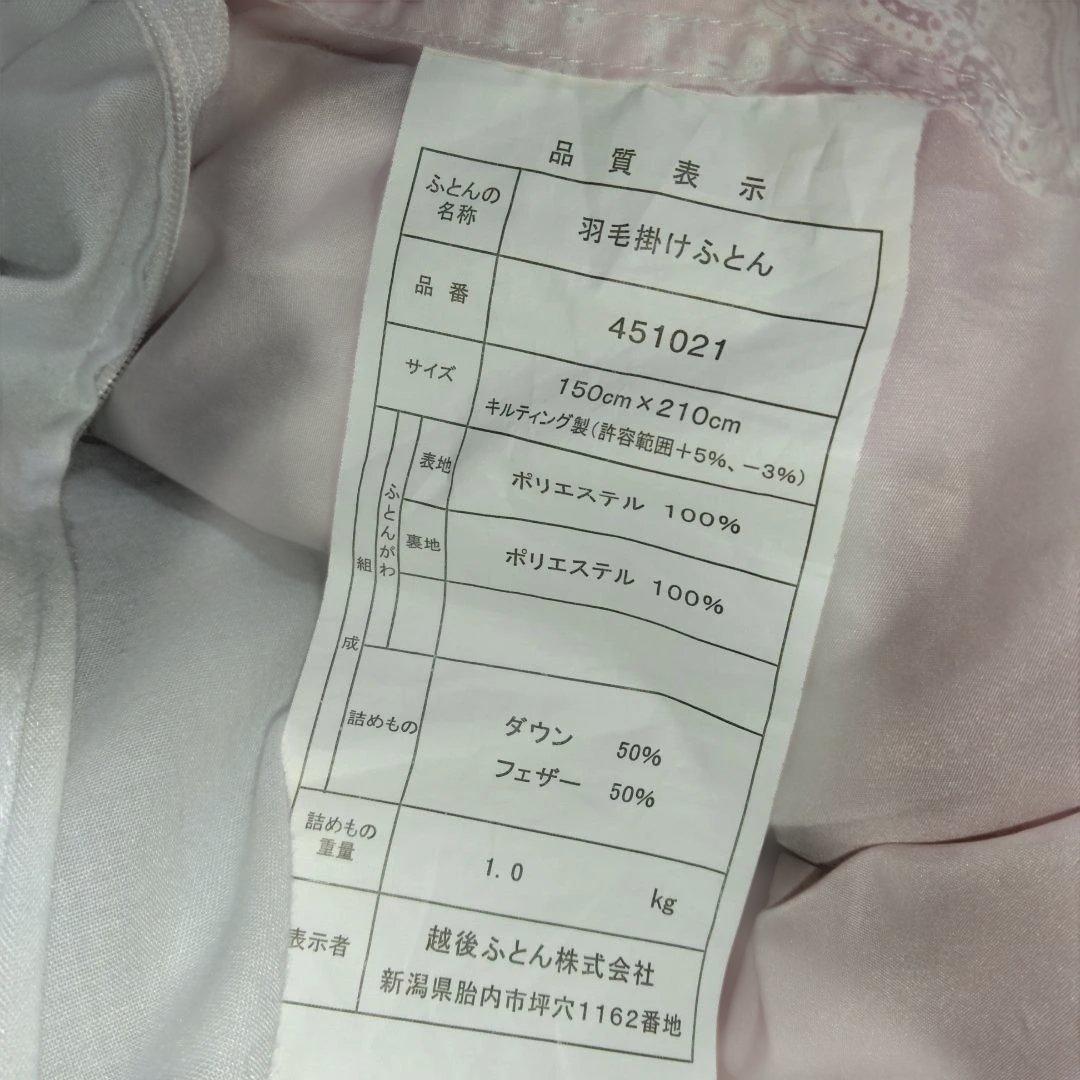 品質表示
ふとんの
名称
羽毛掛けふとん
品番
451021
サイズ
150cm×210cm
キルティング製(許容範囲+5%、-3%)
組成
ふとんがわ
表地
ポリエステル 100%
裏地
ポリエステル 100%
詰めもの
ダウン 50%
フェザー 50%
詰めもの
重量
1.0 kg
表示者
越後ふとん株式会社
新潟県胎内市坪穴1162番地